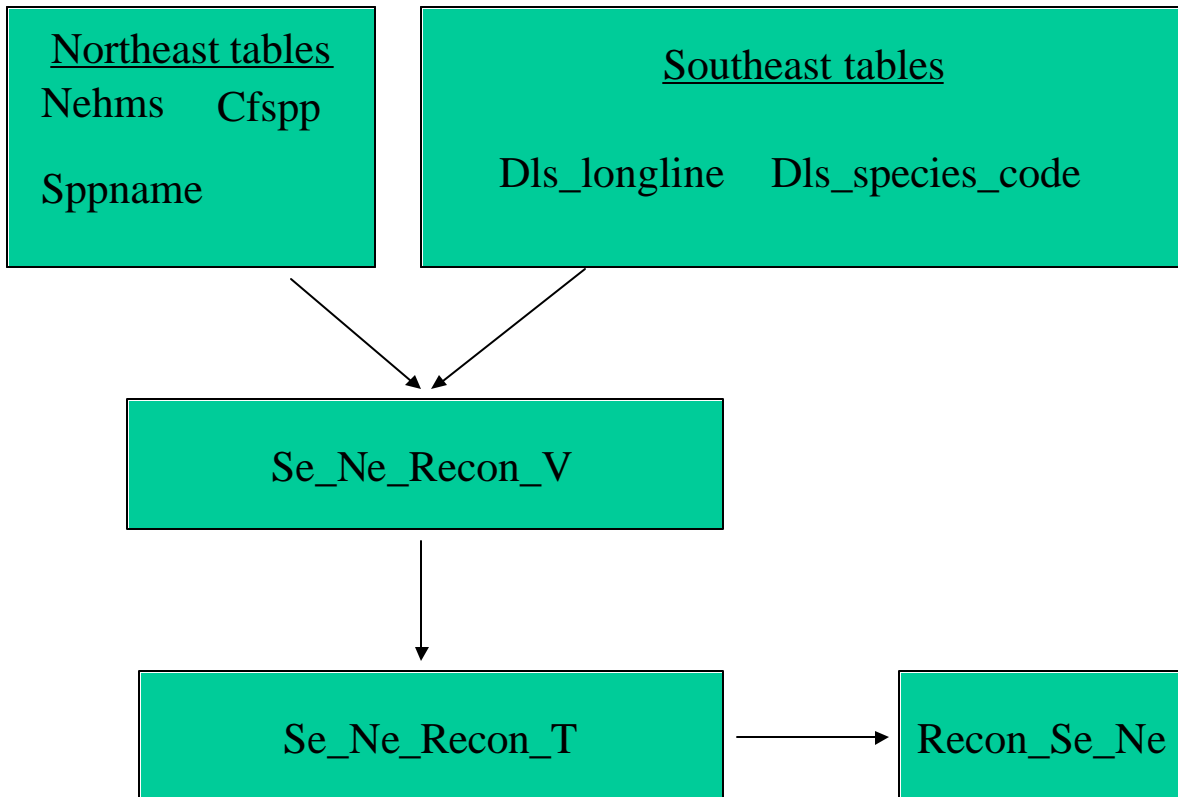 Northeast tables
Nehms Cfspp
Sppname
Southeast tables
Dls_longline Dls_species_code
Se_Ne_Recon_V
Se_Ne_Recon_T
Recon_Se_Ne